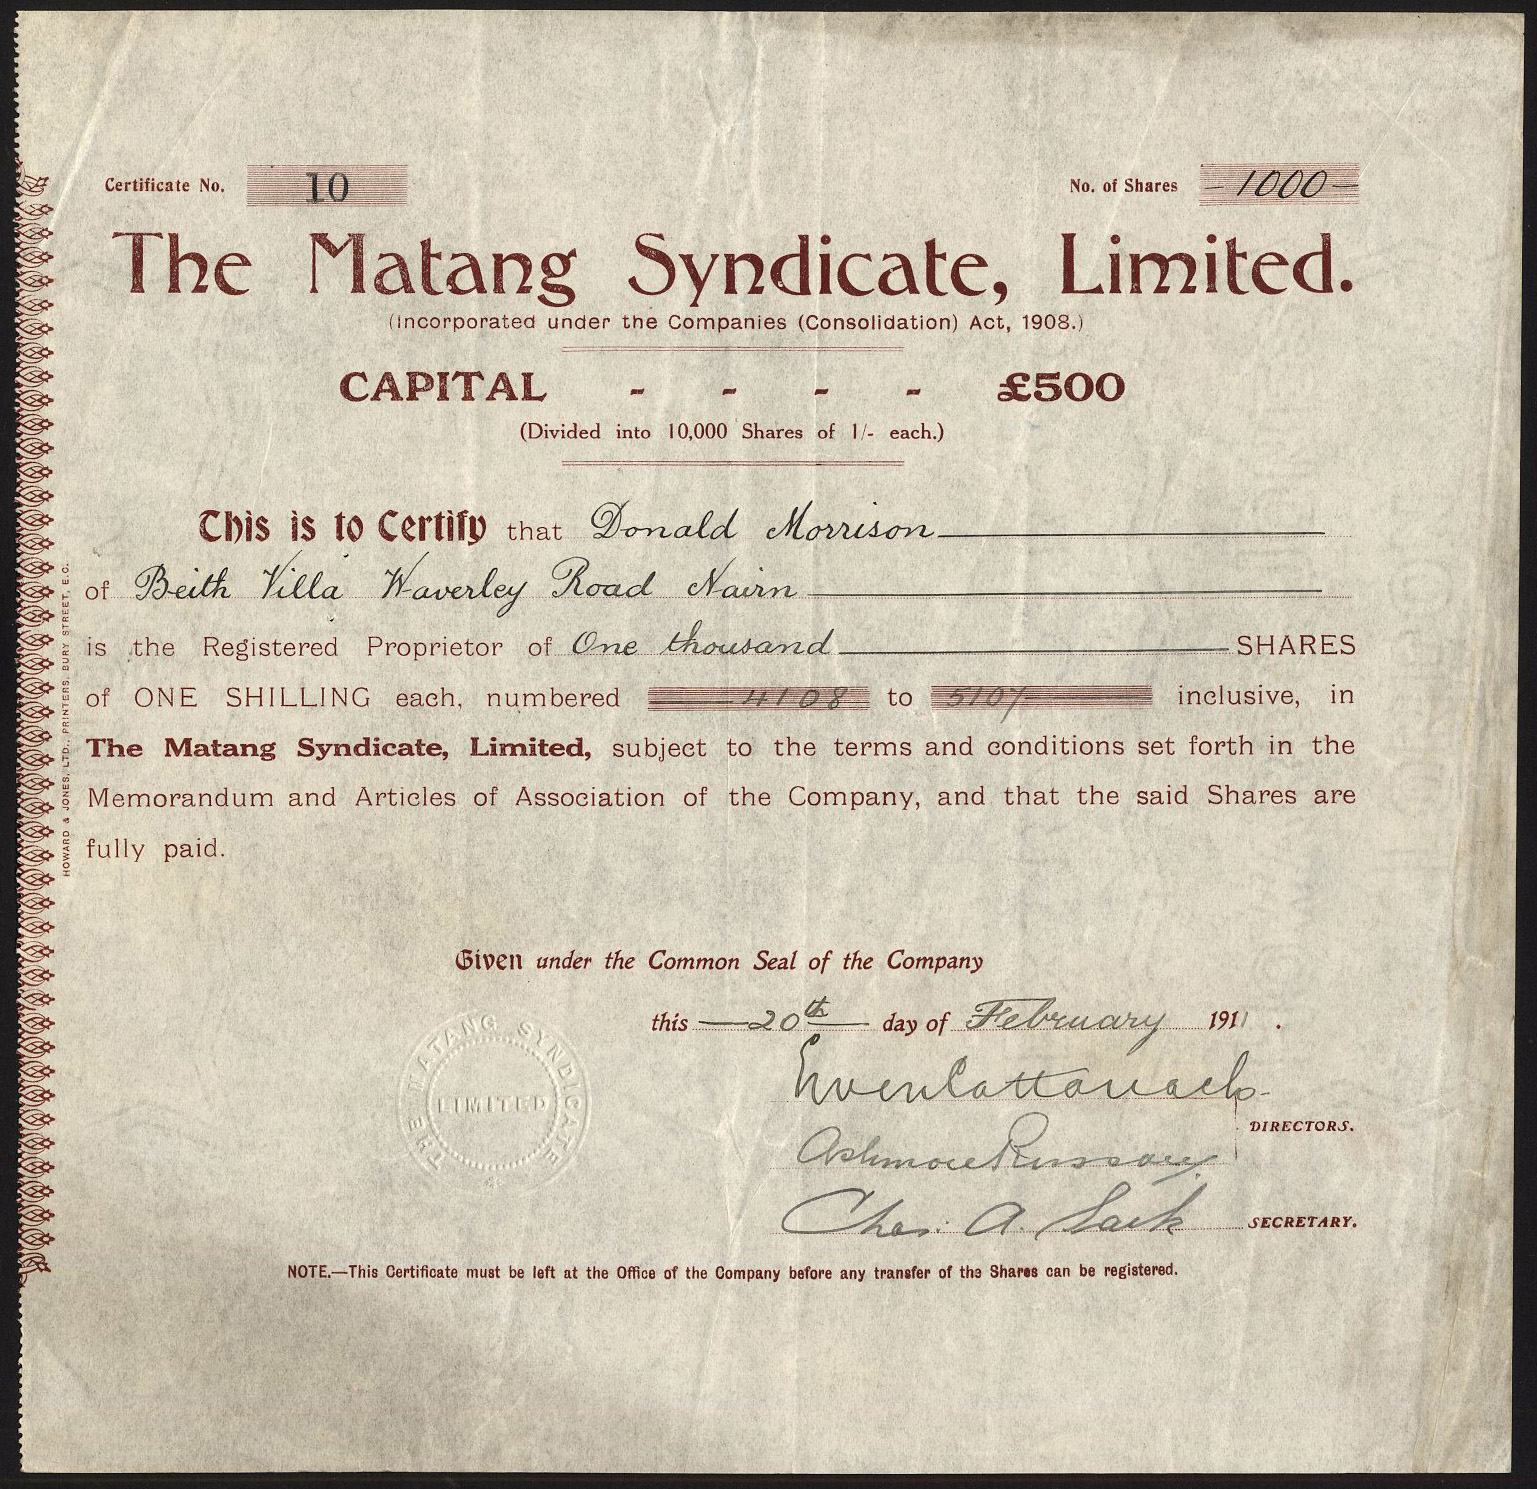 Certificate No. 10
No. of Shares – 1000 –
The Matang Syndicate, Limited.
(Incorporated under the Companies (Consolidation) Act, 1908.)
CAPITAL - - - - £500
(Divided into 10,000 Shares of 1/- each.)
This is to Certify that Donald Morrison
of Beith Villa Waverley Road Nairn
is the Registered Proprietor of One thousand SHARES
of ONE SHILLING each, numbered 4108 to 5107 inclusive, in
The Matang Syndicate, Limited, subject to the terms and conditions set forth in the
Memorandum and Articles of Association of the Company, and that the said Shares are
fully paid.
HOWARD & JONES, LTD., PRINTERS, BURY STREET, E.C.
Given under the Common Seal of the Company
this 20th day of February 1911.
THE MATANG SYNDICATE
LIMITED
Ewen Cattanach
DIRECTORS.
Ashmore Russan
Chas. A. Sack
SECRETARY.
NOTE.—This Certificate must be left at the Office of the Company before any transfer of the Shares can be registered.